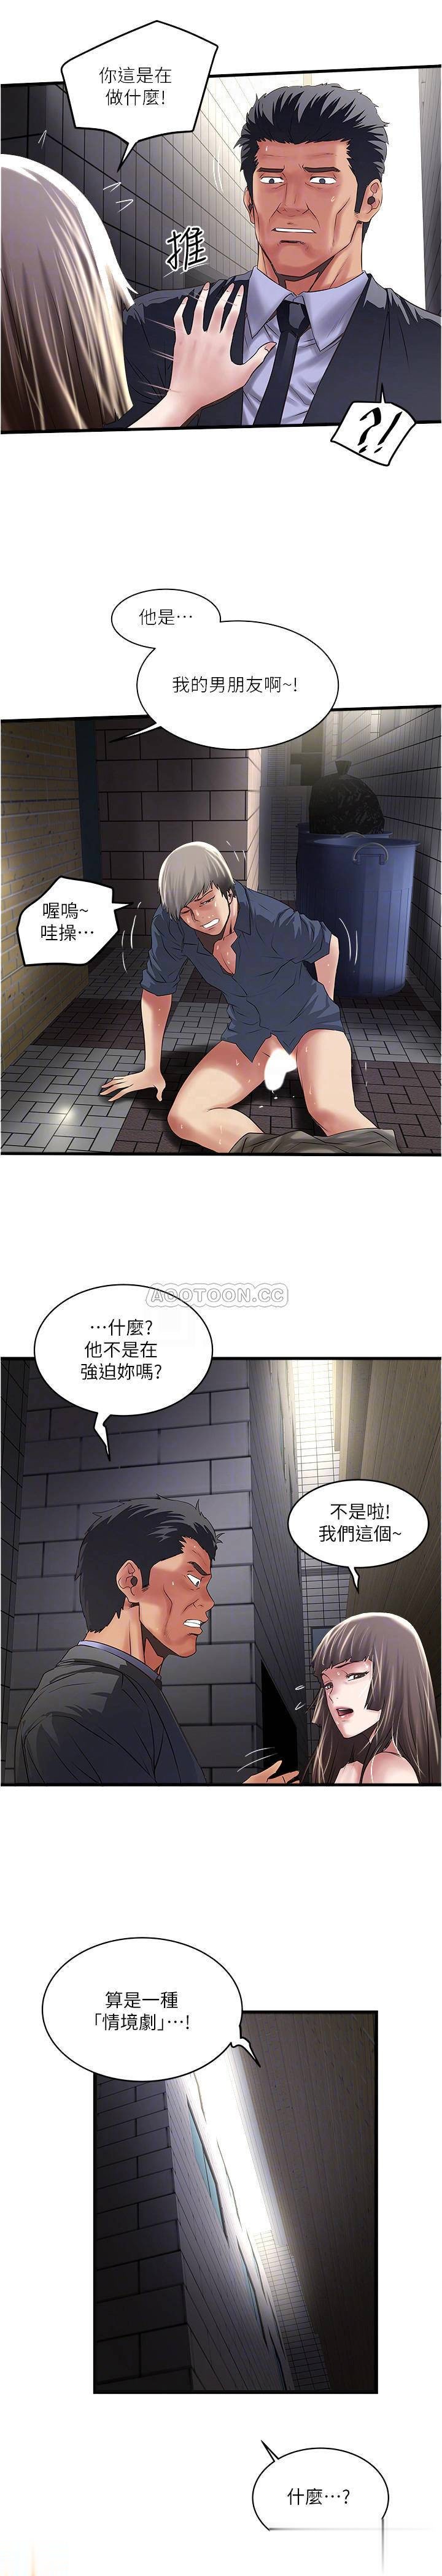 你這是在
做什麼!
推
?!
他是…
我的男朋友啊~!
喔嗚~
哇操…
AOOTOON.CC
…什麼?
他不是在
強迫妳嗎?
不是啦!
我們這個~
算是一種
「情境劇」…!
什麼…?